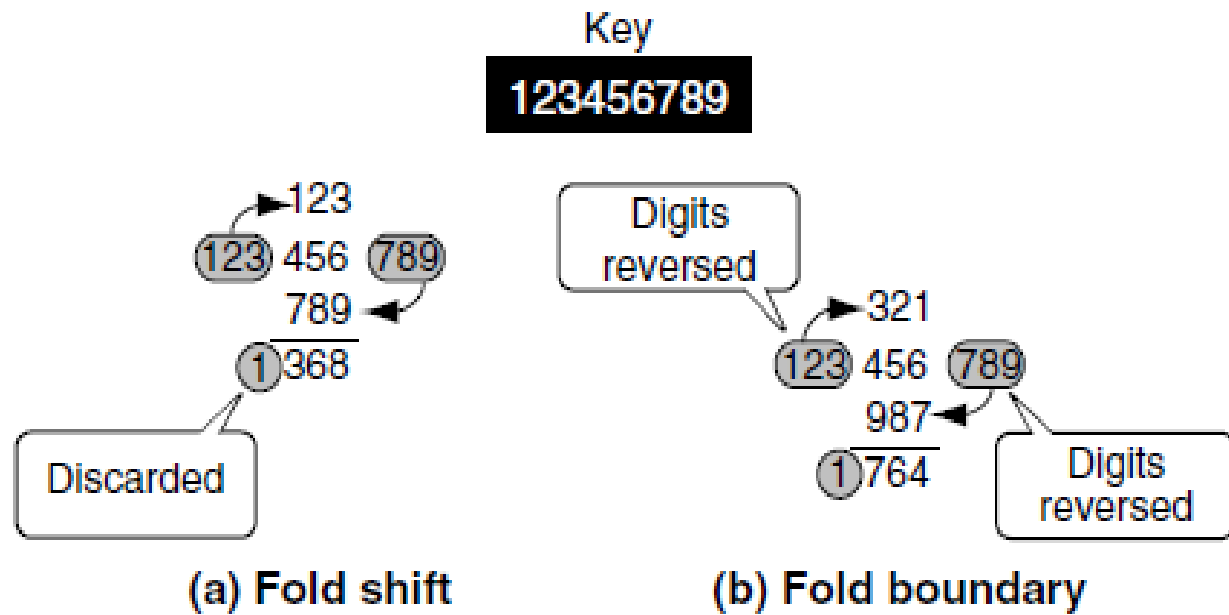 Key
123456789
123
123 456 789
789
1 368
Discarded
(a) Fold shift
Digits
reversed
321
123 456 789
987
1 764
Digits
reversed
(b) Fold boundary